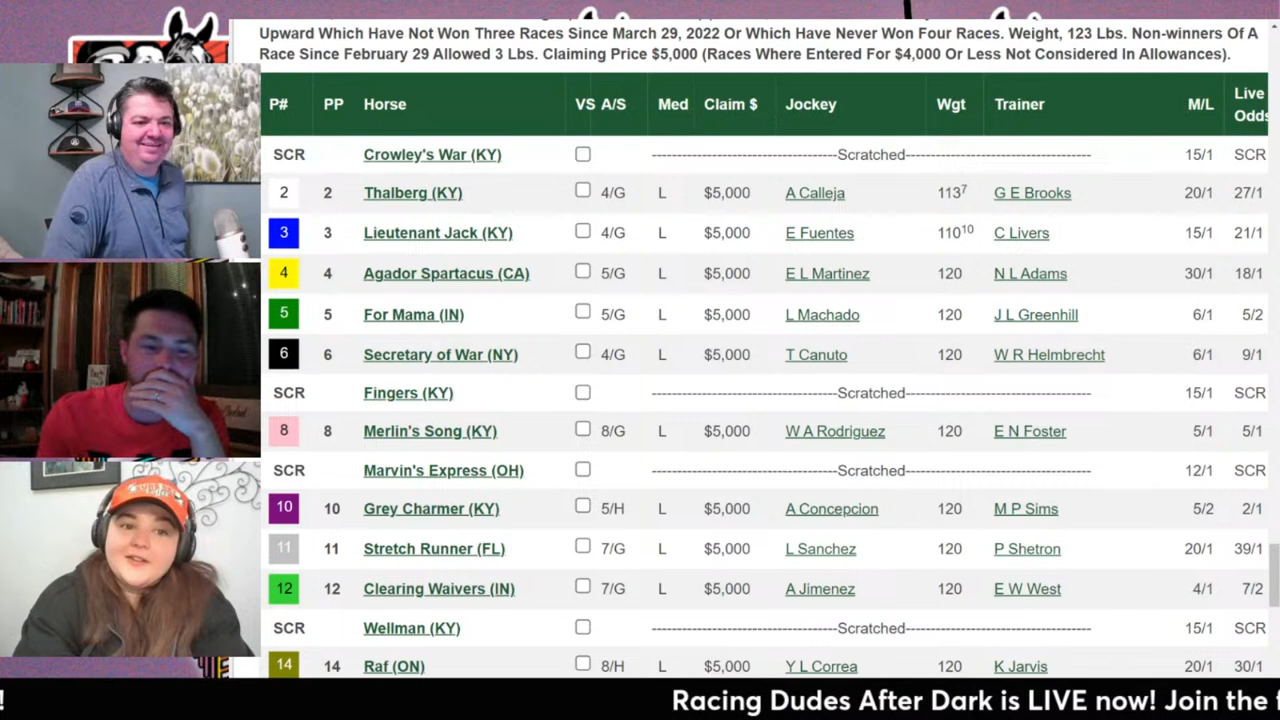 Upward Which Have Not Won Three Races Since March 29, 2022 Or Which Have Never Won Four Races. Weight, 123 Lbs. Non-winners Of A
Race Since February 29 Allowed 3 Lbs. Claiming Price $5,000 (Races Where Entered For $4,000 Or Less Not Considered In Allowances).
P# PP Horse VS A/S Med Claim $ Jockey Wgt Trainer M/L Live Odds
SCR Crowley's War (KY) -------------------------------------Scratched------------------------------------- 15/1 SCR
2 2 Thalberg (KY) 4/G L $5,000 A Calleja 113⁷ G E Brooks 20/1 27/1
3 3 Lieutenant Jack (KY) 4/G L $5,000 E Fuentes 110¹⁰ C Livers 15/1 21/1
4 4 Agador Spartacus (CA) 5/G L $5,000 E L Martinez 120 N L Adams 30/1 18/1
5 5 For Mama (IN) 5/G L $5,000 L Machado 120 J L Greenhill 6/1 5/2
6 6 Secretary of War (NY) 4/G L $5,000 T Canuto 120 W R Helmbrecht 6/1 9/1
SCR Fingers (KY) -------------------------------------Scratched------------------------------------- 15/1 SCR
8 8 Merlin's Song (KY) 8/G L $5,000 W A Rodriguez 120 E N Foster 5/1 5/1
SCR Marvin's Express (OH) -------------------------------------Scratched------------------------------------- 12/1 SCR
10 10 Grey Charmer (KY) 5/H L $5,000 A Concepcion 120 M P Sims 5/2 2/1
11 11 Stretch Runner (FL) 7/G L $5,000 L Sanchez 120 P Shetron 20/1 39/1
12 12 Clearing Waivers (IN) 7/G L $5,000 A Jimenez 120 E W West 4/1 7/2
SCR Wellman (KY) -------------------------------------Scratched------------------------------------- 15/1 SCR
14 14 Raf (ON) 8/H L $5,000 Y L Correa 120 K Jarvis 20/1 30/1
! Racing Dudes After Dark is LIVE now! Join the